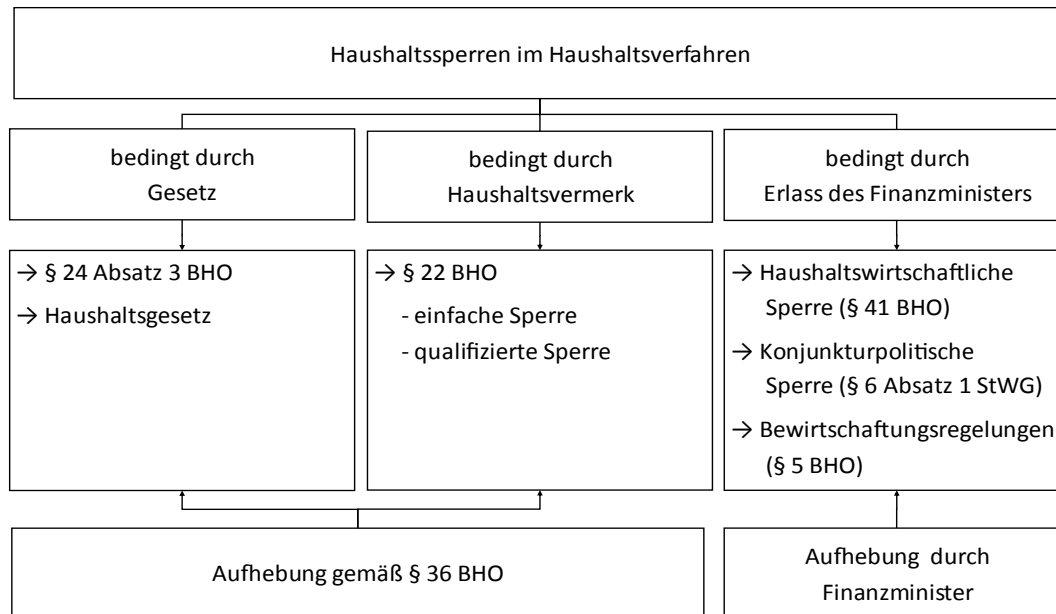 Haushaltssperren im Haushaltsverfahren
bedingt durch
Gesetz
bedingt durch
Haushaltsvermerk
bedingt durch
Erlass des Finanzministers
→ § 24 Absatz 3 BHO
→ Haushaltsgesetz
→ § 22 BHO
- einfache Sperre
- qualifizierte Sperre
→ Haushaltswirtschaftliche
Sperre (§ 41 BHO)
→ Konjunkturpolitische
Sperre (§ 6 Absatz 1 StWG)
→ Bewirtschaftungsregelungen
(§ 5 BHO)
Aufhebung gemäß § 36 BHO
Aufhebung durch
Finanzminister